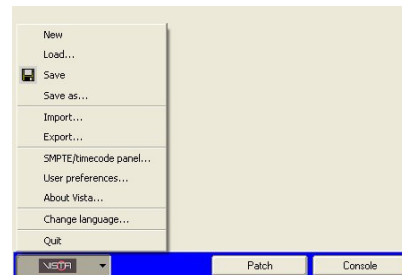 New
Load...
Save
Save as...
Import...
Export...
SMPTE/timecode panel...
User preferences...
About Vista...
Change language...
Quit
VISTA
Patch
Console